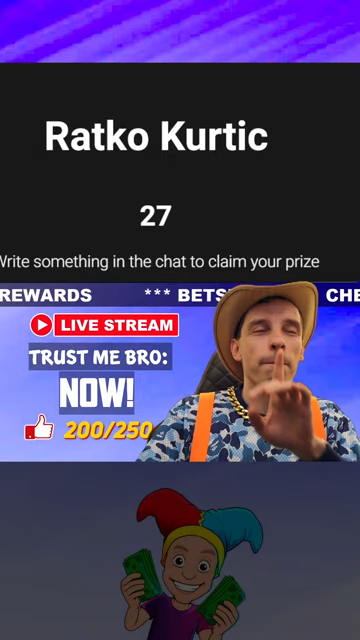 Ratko Kurtic
27
Write something in the chat to claim your prize
REWARDS *** BETS CHE
LIVE STREAM
TRUST ME BRO:
NOW!
200/250